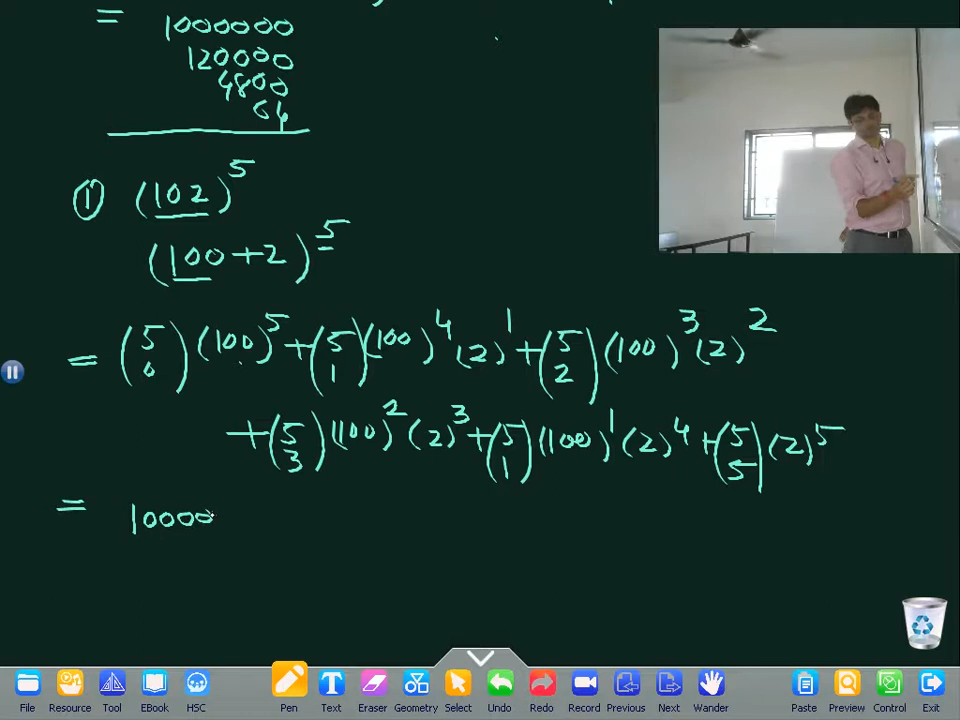 =
1000000
120000
4800
64
① (102)^5
(100+2)^5
= (5 0) (100)^5 + (5 1) (100)^4 (2)^1 + (5 2) (100)^3 (2)^2
+ (5 3) (100)^2 (2)^3 + (5 1) (100)^1 (2)^4 + (5 5) (2)^5
= 10000
File Resource Tool EBook HSC Pen Text Eraser Geometry Select Undo Redo Record Previous Next Wander Paste Preview Control Exit